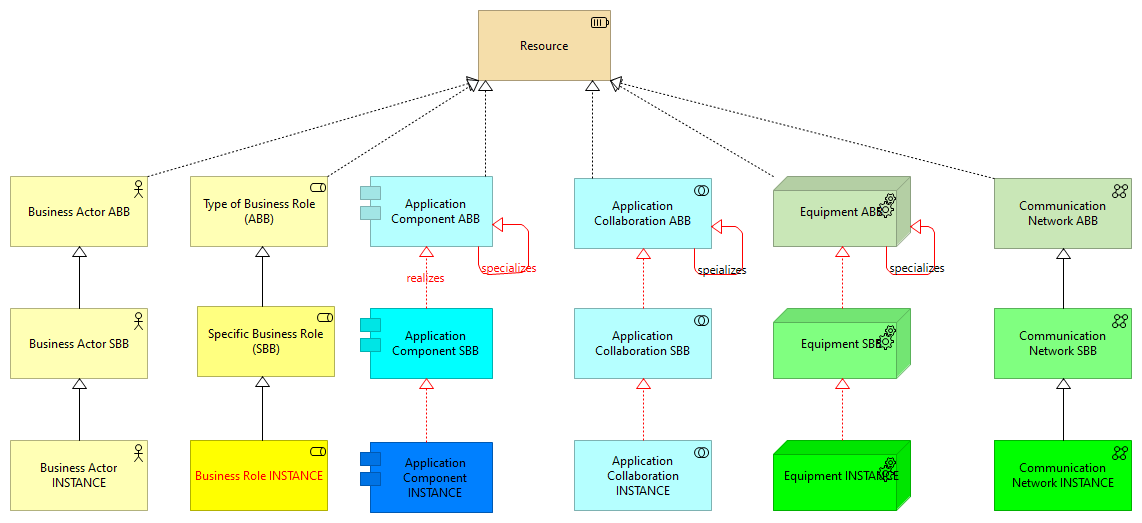 Resource
Business Actor ABB
Type of Business Role
(ABB)
Application
Component ABB
Application
Collaboration ABB
Equipment ABB
Communication
Network ABB
realizes
specializes
speializes
specializes
Business Actor SBB
Specific Business Role
(SBB)
Application
Component SBB
Application
Collaboration SBB
Equipment SBB
Communication
Network SBB
Business Actor
INSTANCE
Business Role INSTANCE
Application
Component
INSTANCE
Application
Collaboration
INSTANCE
Equipment INSTANCE
Communication
Network INSTANCE